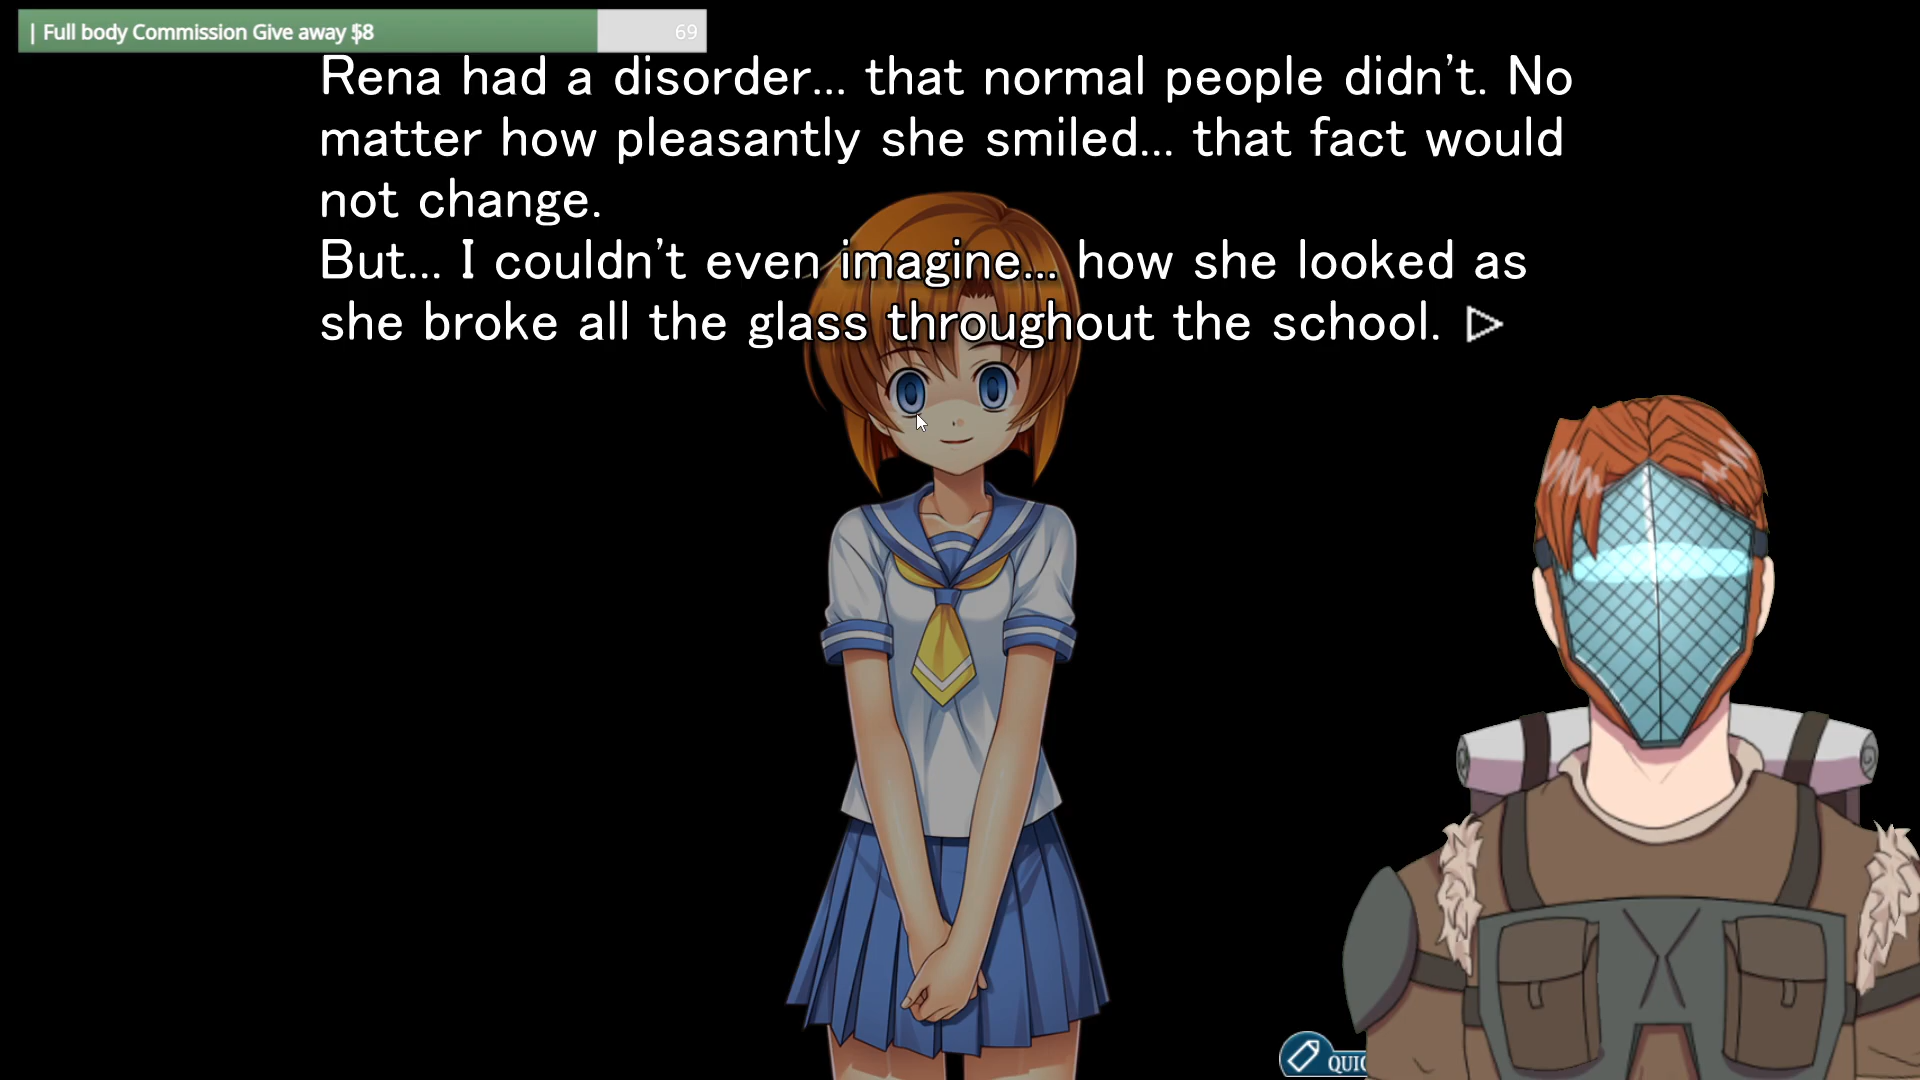 | Full body Commission Give away $8
69
Rena had a disorder... that normal people didn't. No
matter how pleasantly she smiled... that fact would
not change.
But... I couldn't even imagine... how she looked as
she broke all the glass throughout the school.